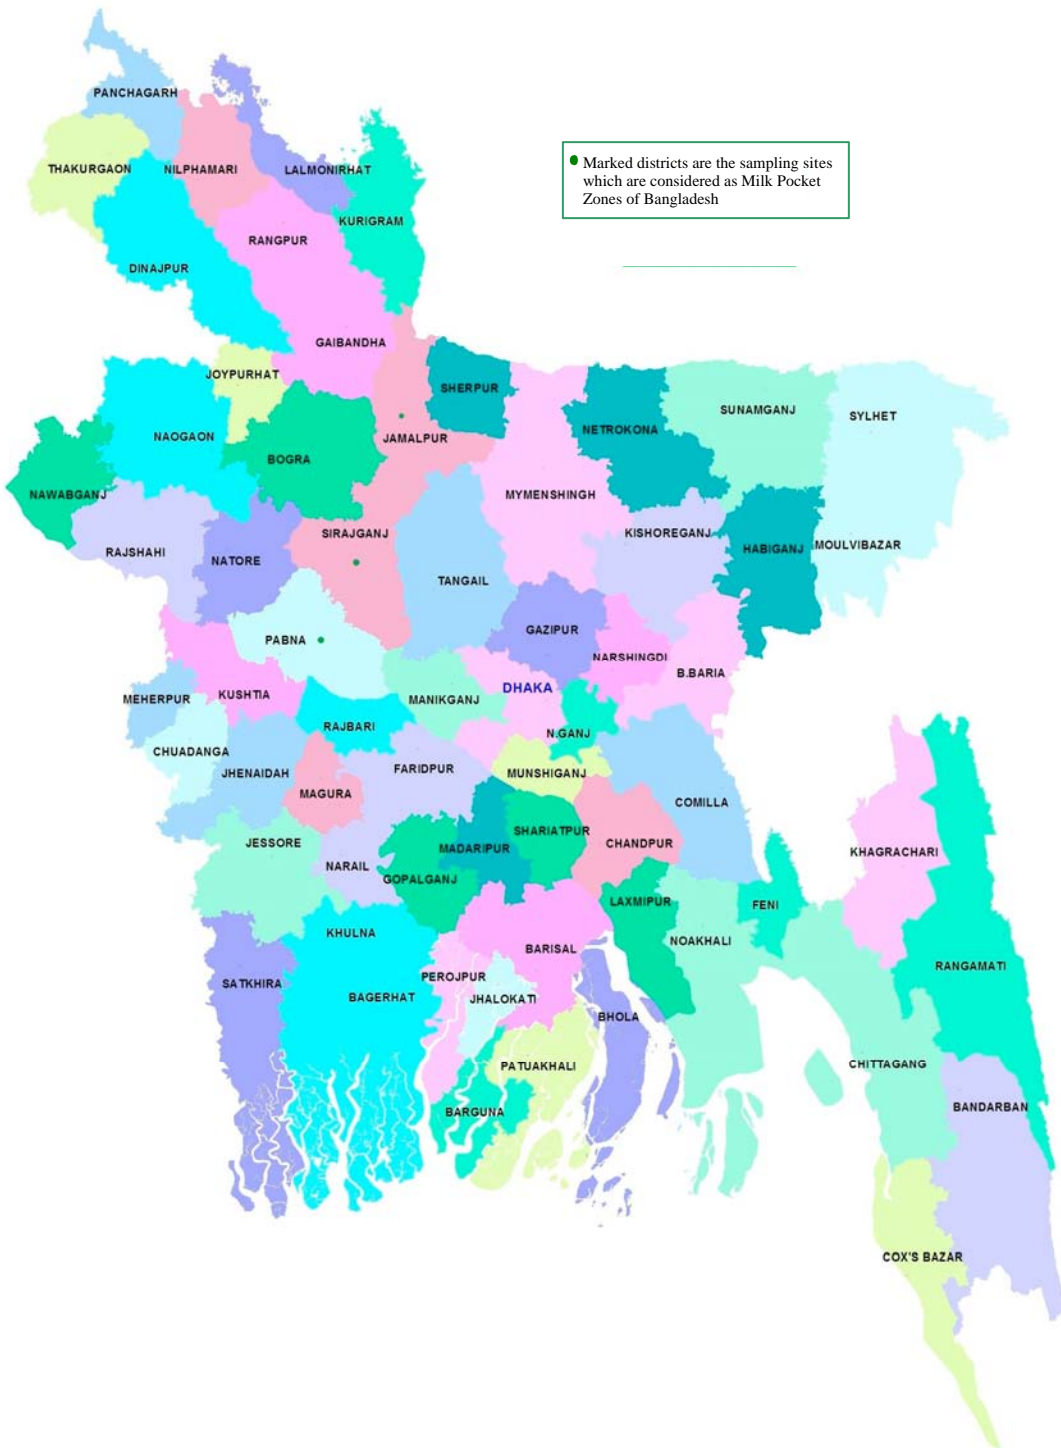 PANCHAGARH
Marked districts are the sampling sites
which are considered as Milk Pocket
Zones of Bangladesh
THAKURGAON
NILPHAMARI
LALMONIRHAT
KURIGRAM
RANGPUR
DINAJPUR
GAIBANDHA
JOYPURHAT
SHERPUR
SUNAMGANJ
SYLHET
NETROKONA
NAOGAON
JAMALPUR
BOGRA
NAWABGANJ
MYMENSHINGH
SIRAJGANJ
KISHOREGANJ
RAJSHAHI
HABIGANJ
MOULVIBAZAR
NATORE
TANGAIL
GAZIPUR
PABNA
NARSHINGDI
B.BARIA
DHAKA
KUSHTIA
MEHERPUR
MANIKGANJ
RAJBARI
N.GANJ
CHUADANGA
JHENAIDAH
FARIDPUR
MUNSHIGANJ
MAGURA
COMILLA
SHARIATPUR
JESSORE
CHANDPUR
MADARIPUR
KHAGRACHARI
NARAIL
GOPALGANJ
LAXMIPUR
FENI
KHULNA
NOAKHALI
BARISAL
RANGAMATI
PEROJPUR
SATKHIRA
BAGERHAT
JHALOKATI
BHOLA
PATUAKHALI
CHITTAGANG
BARGUNA
BANDARBAN
COX'S BAZAR